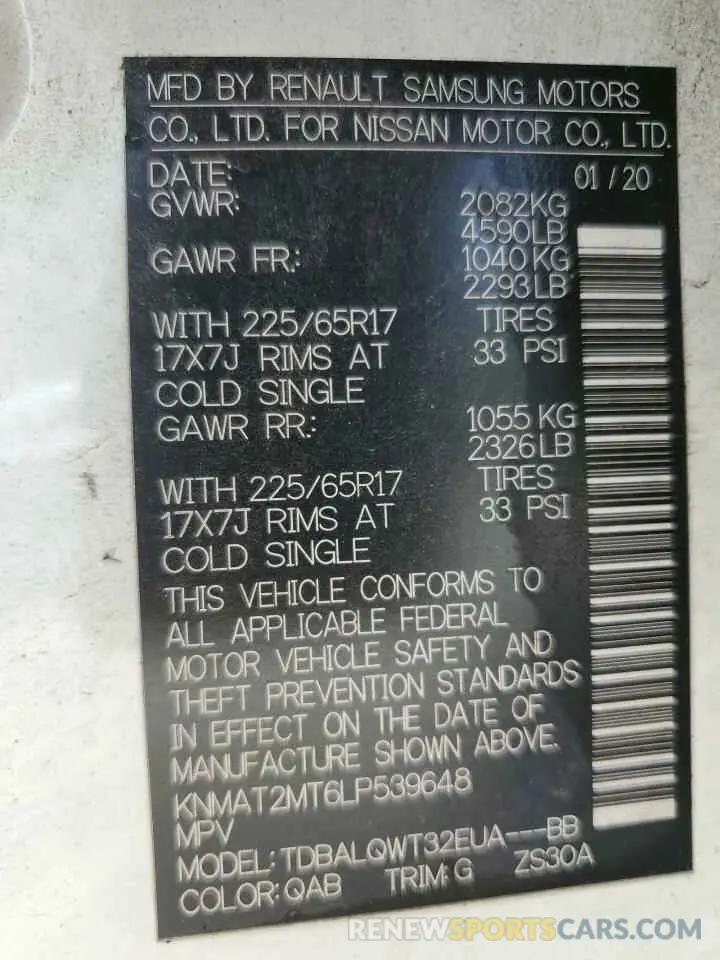 MFD BY RENAULT SAMSUNG MOTORS
CO., LTD. FOR NISSAN MOTOR CO., LTD.
DATE: 01 / 20
GVWR: 2082KG
4590LB
GAWR FR.: 1040 KG
2293LB
WITH 225/65R17 TIRES
17X7J RIMS AT 33 PSI
COLD SINGLE
GAWR RR.: 1055 KG
2326LB
WITH 225/65R17 TIRES
17X7J RIMS AT 33 PSI
COLD SINGLE
THIS VEHICLE CONFORMS TO
ALL APPLICABLE FEDERAL
MOTOR VEHICLE SAFETY AND
THEFT PREVENTION STANDARDS
IN EFFECT ON THE DATE OF
MANUFACTURE SHOWN ABOVE.
KNMAT2MT6LP539648
MPV
MODEL: TDBALQWT32EUA---BB
COLOR: QAB TRIM: G ZS30A
RENEWSPORTSCARS.COM